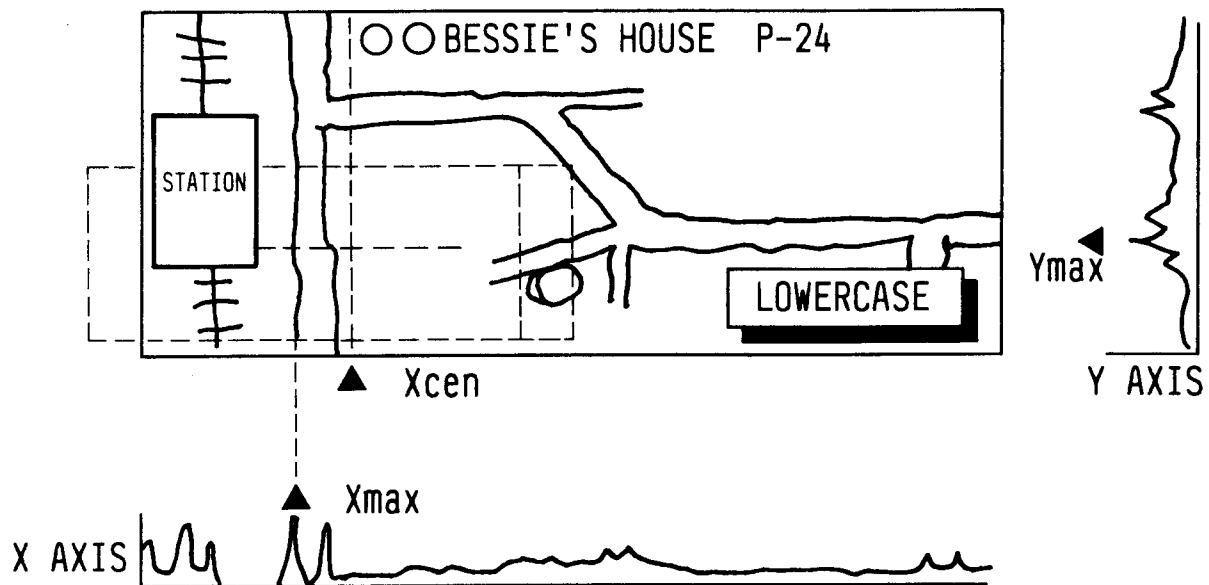 ○○BESSIE'S HOUSE P-24
STATION
Ymax
LOWERCASE
Xcen
Y AXIS
Xmax
X AXIS